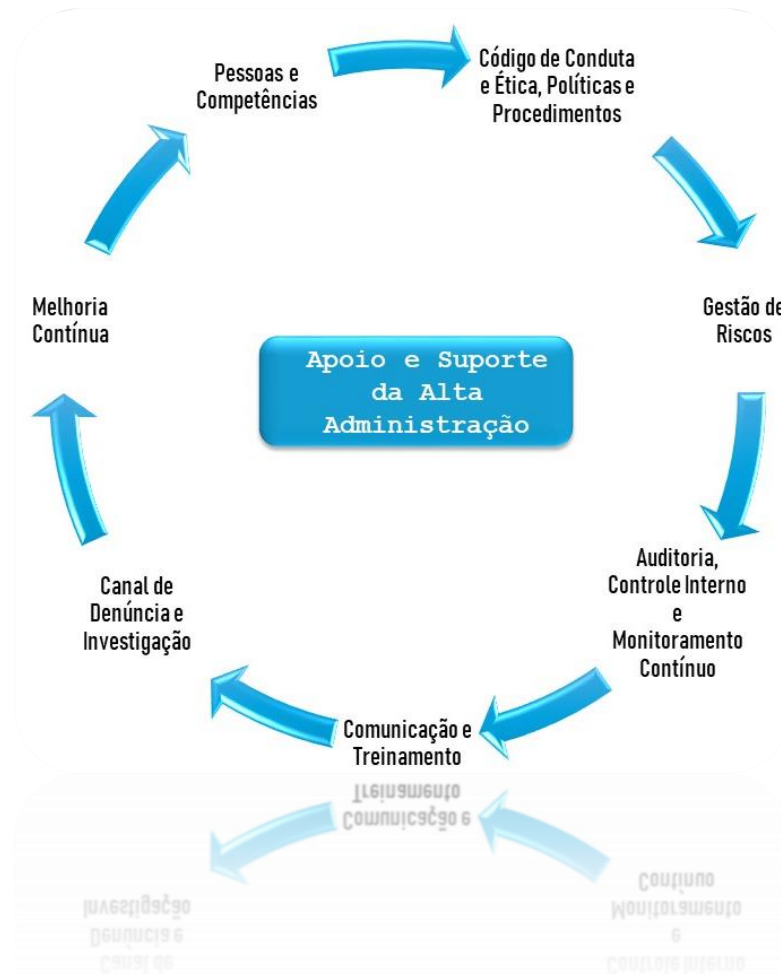 Pessoas e
Competências
Código de Conduta
e Ética, Políticas e
Procedimentos
Gestão de
Riscos
Auditoria,
Controle Interno
e
Monitoramento
Contínuo
Comunicação e
Treinamento
Canal de
Denúncia e
Investigação
Melhoria
Contínua
Apoio e Suporte
da Alta
Administração